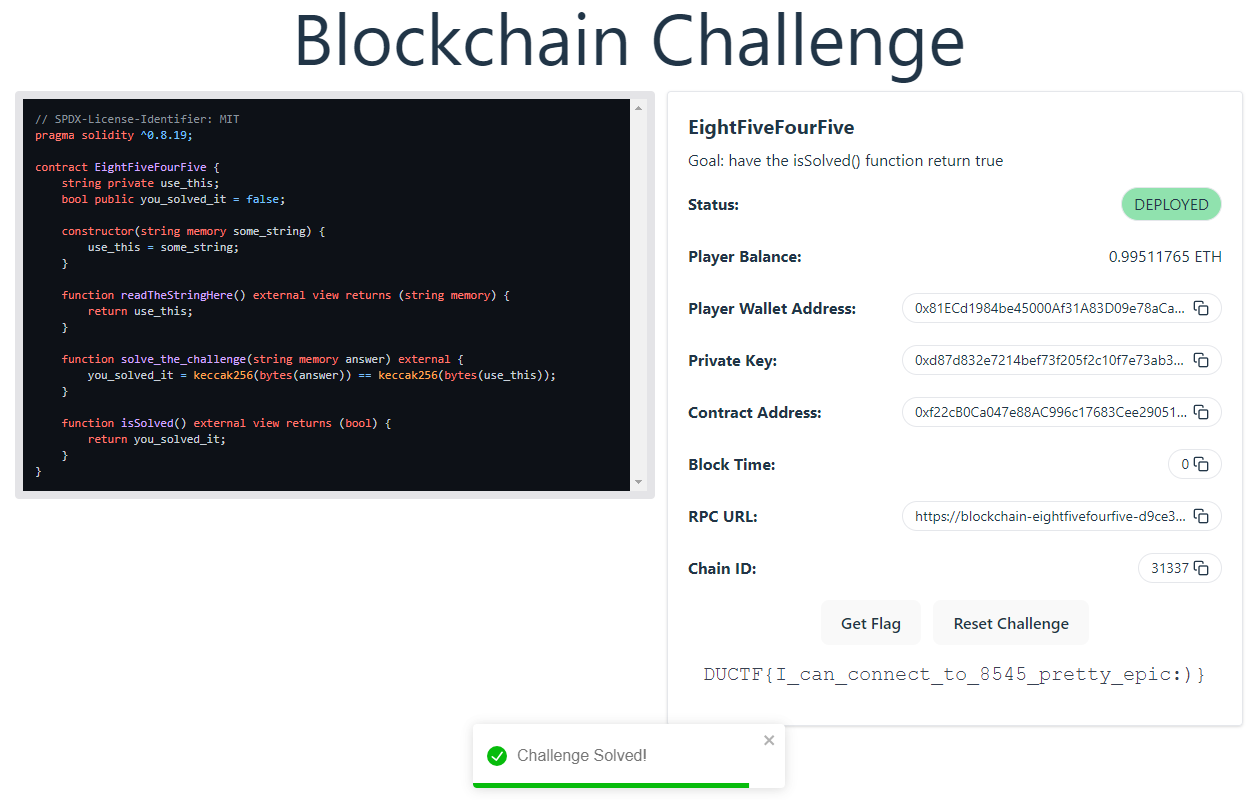 Blockchain Challenge
// SPDX-License-Identifier: MIT
pragma solidity ^0.8.19;
contract EightFiveFourFive {
string private use_this;
bool public you_solved_it = false;
constructor(string memory some_string) {
use_this = some_string;
}
function readTheStringHere() external view returns (string memory) {
return use_this;
}
function solve_the_challenge(string memory answer) external {
you_solved_it = keccak256(bytes(answer)) == keccak256(bytes(use_this));
}
function isSolved() external view returns (bool) {
return you_solved_it;
}
}
EightFiveFourFive
Goal: have the isSolved() function return true
Status: DEPLOYED
Player Balance: 0.99511765 ETH
Player Wallet Address: 0x81ECd1984be45000Af31A83D09e78aCa...
Private Key: 0xd87d832e7214bef73f205f2c10f7e73ab3...
Contract Address: 0xf22cB0Ca047e88AC996c17683Cee29051...
Block Time: 0
RPC URL: https://blockchain-eightfivefourfive-d9ce3...
Chain ID: 31337
Get Flag Reset Challenge
DUCTF{I_can_connect_to_8545_pretty_epic:)}
Challenge Solved!